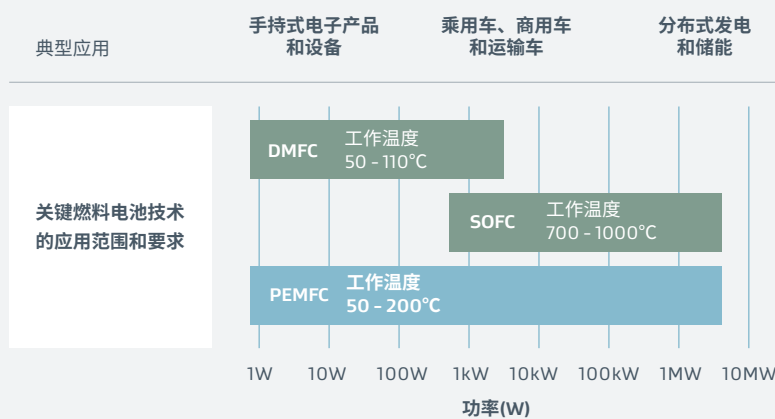 典型应用
手持式电子产品
和设备
乘用车、商用车
和运输车
分布式发电
和储能
关键燃料电池技术
的应用范围和要求
DMFC
工作温度
50 - 110℃
SOFC
工作温度
700 - 1000℃
PEMFC
工作温度
50 - 200℃
1W 10W 100W 1kW 10kW 100kW 1MW 10MW
功率(W)